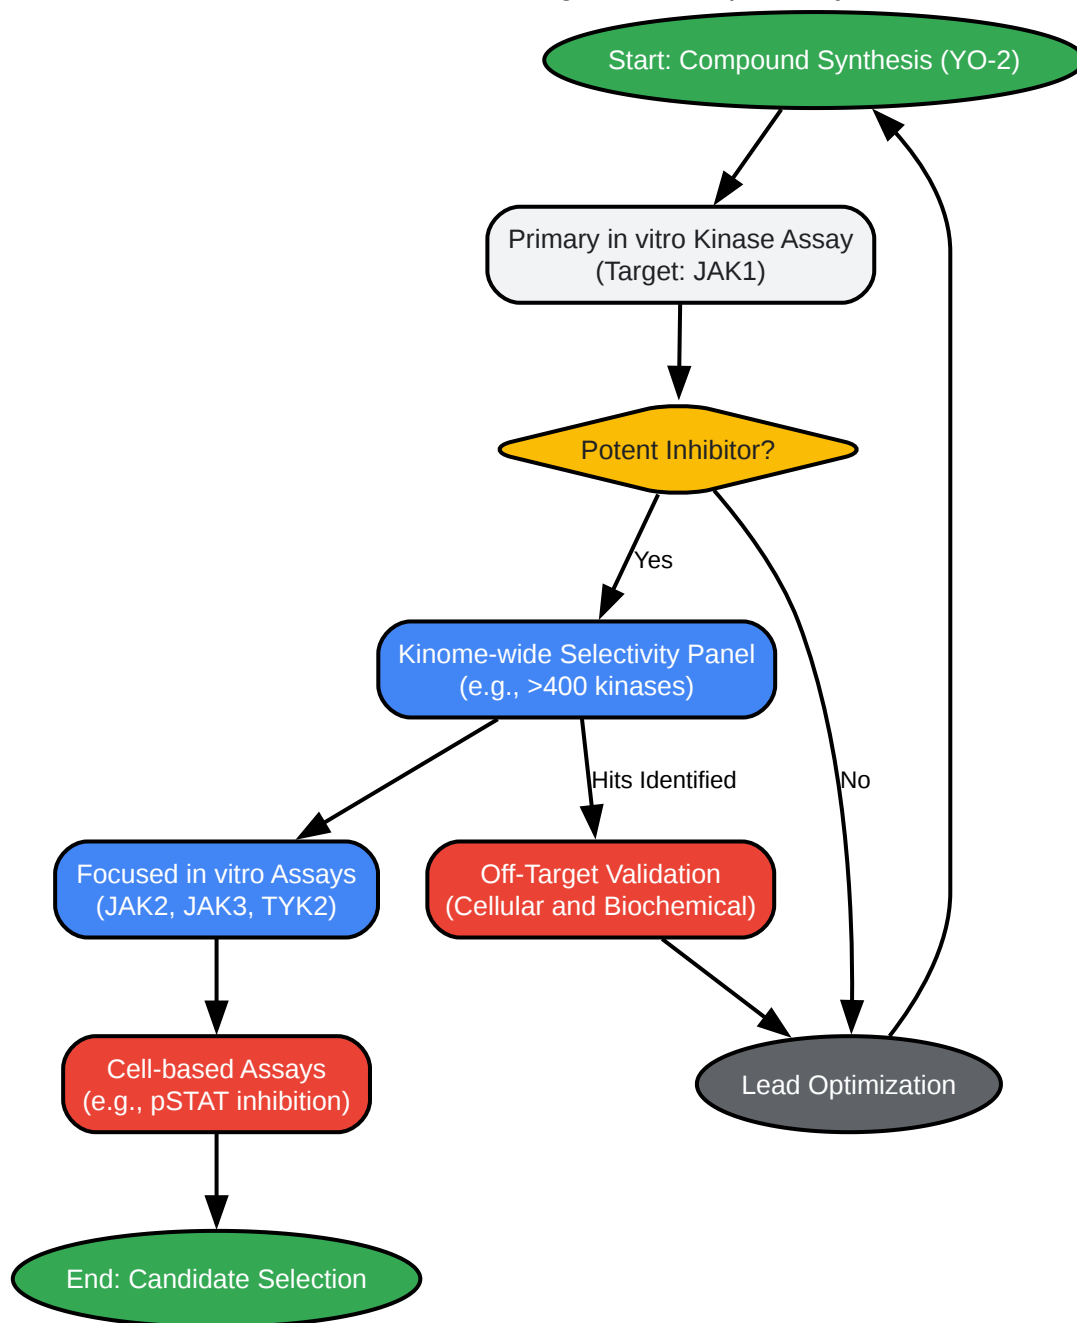 Start: Compound Synthesis (YO-2)
Primary in vitro Kinase Assay
(Target: JAK1)
Potent Inhibitor?
Yes
Kinome-wide Selectivity Panel
(e.g., >400 kinases)
Hits Identified
No
Focused in vitro Assays
(JAK2, JAK3, TYK2)
Off-Target Validation
(Cellular and Biochemical)
Cell-based Assays
(e.g., pSTAT inhibition)
Lead Optimization
End: Candidate Selection